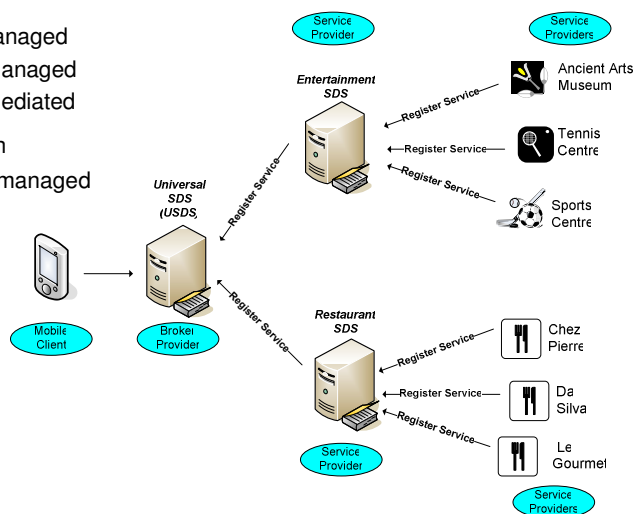 anaged
anaged
ediated
n
managed
Service
Provider
Service
Providers
Entertainment
SDS
Register Service
Ancient Arts
Museum
Register Service
Tennis
Centre
Register Service
Sports
Centre
Universal
SDS
(USDS)
Register Service
Mobile
Client
Broker
Provider
Register Service
Restaurant
SDS
Register Service
Chez
Pierre
Register Service
Da
Silva
Register Service
Le
Gourmet
Service
Provider
Service
Providers